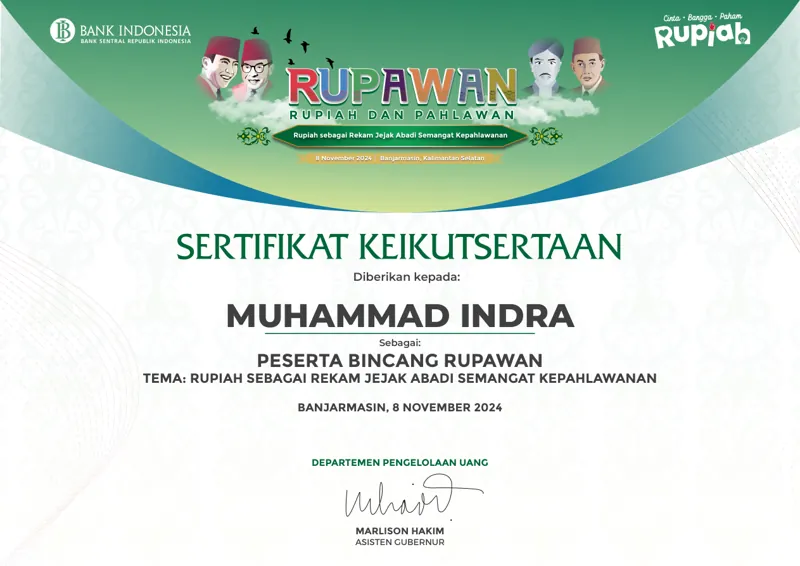 BANK INDONESIA
BANK SENTRAL REPUBLIK INDONESIA
Cinta - Bangga - Paham
Rupiah
RUPAWAN
RUPIAH DAN PAHLAWAN
Rupiah sebagai Rekam Jejak Abadi Semangat Kepahlawanan
8 November 2024 | Banjarmasin, Kalimantan Selatan
SERTIFIKAT KEIKUTSERTAAN
Diberikan kepada:
MUHAMMAD INDRA
Sebagai:
PESERTA BINCANG RUPAWAN
TEMA: RUPIAH SEBAGAI REKAM JEJAK ABADI SEMANGAT KEPAHLAWANAN
BANJARMASIN, 8 NOVEMBER 2024
DEPARTEMEN PENGELOLAAN UANG
MARLISON HAKIM
ASISTEN GUBERNUR